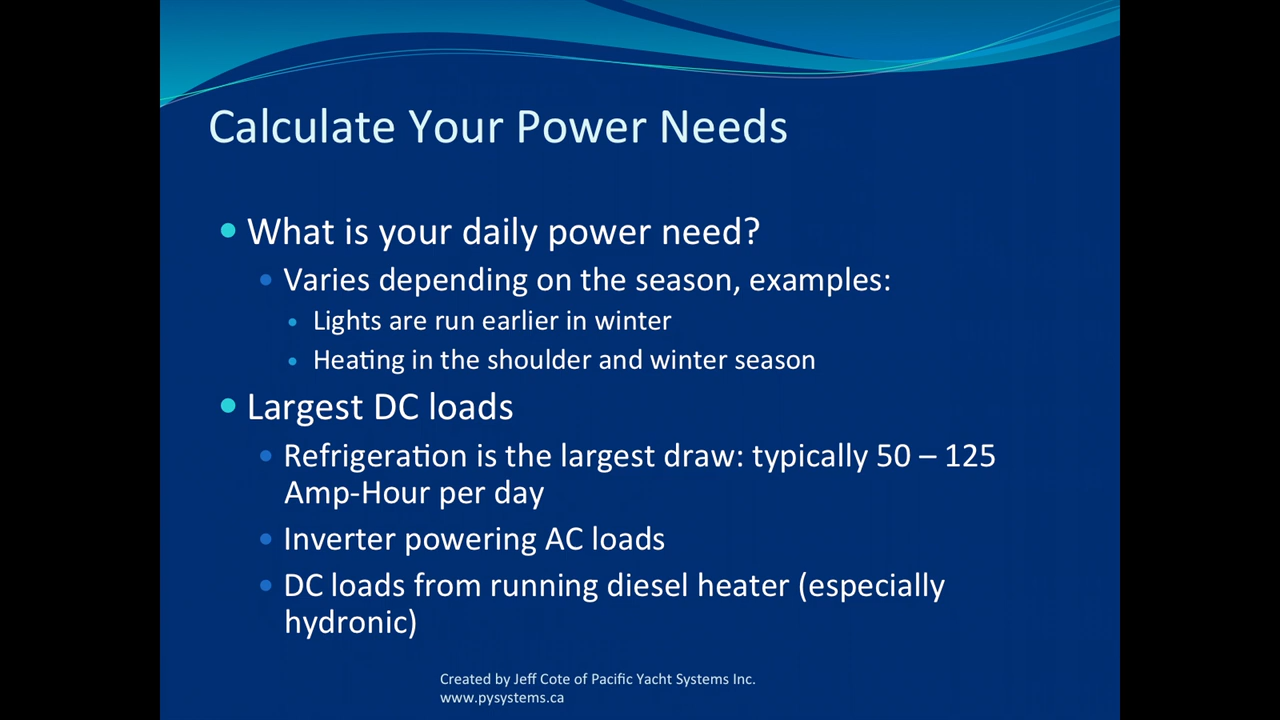 Calculate Your Power Needs
• What is your daily power need?
• Varies depending on the season, examples:
• Lights are run earlier in winter
• Heating in the shoulder and winter season
• Largest DC loads
• Refrigeration is the largest draw: typically 50 – 125
Amp-Hour per day
• Inverter powering AC loads
• DC loads from running diesel heater (especially
hydronic)
Created by Jeff Cote of Pacific Yacht Systems Inc.
www.pysystems.ca